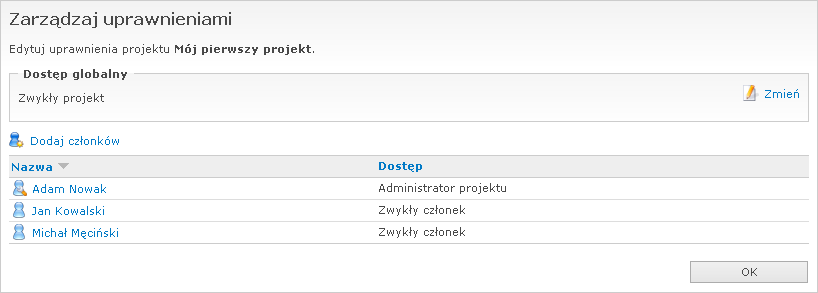 Zarządzaj uprawnieniami
Edytuj uprawnienia projektu Mój pierwszy projekt.
Dostęp globalny
Zwykły projekt
Zmień
Dodaj członków
Nazwa Dostęp
Adam Nowak Administrator projektu
Jan Kowalski Zwykły członek
Michał Męciński Zwykły członek
OK